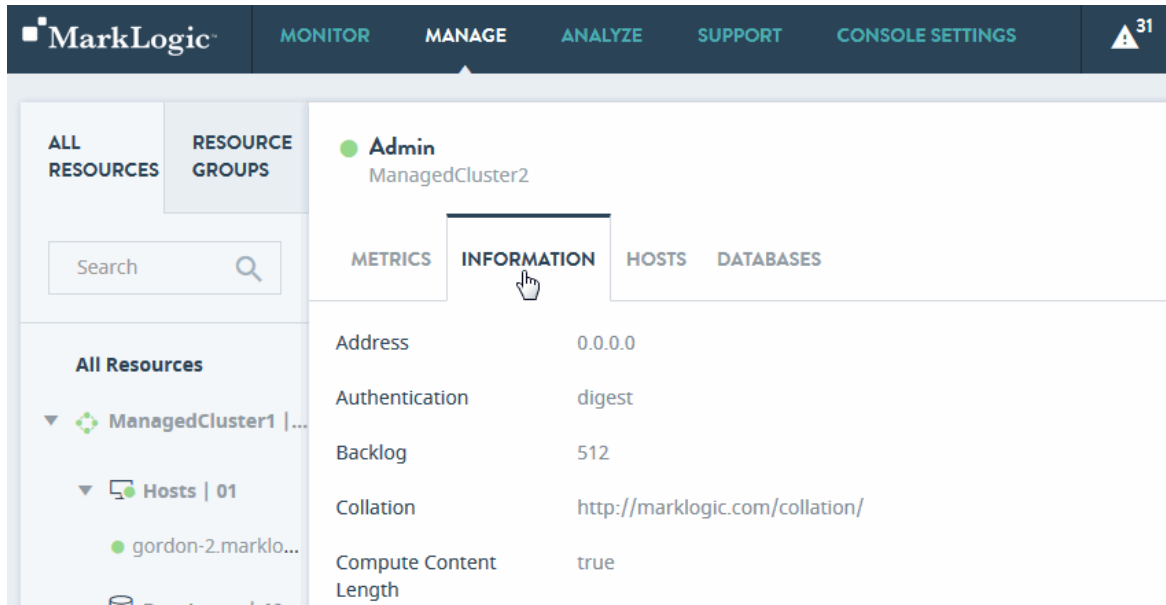 MarkLogic™
MONITOR
MANAGE
ANALYZE
SUPPORT
CONSOLE SETTINGS
31
ALL
RESOURCES
RESOURCE
GROUPS
Search
All Resources
ManagedCluster1 |...
Hosts | 01
gordon-2.marklo...
Admin
ManagedCluster2
METRICS
INFORMATION
HOSTS
DATABASES
Address 0.0.0.0
Authentication digest
Backlog 512
Collation http://marklogic.com/collation/
Compute Content true
Length